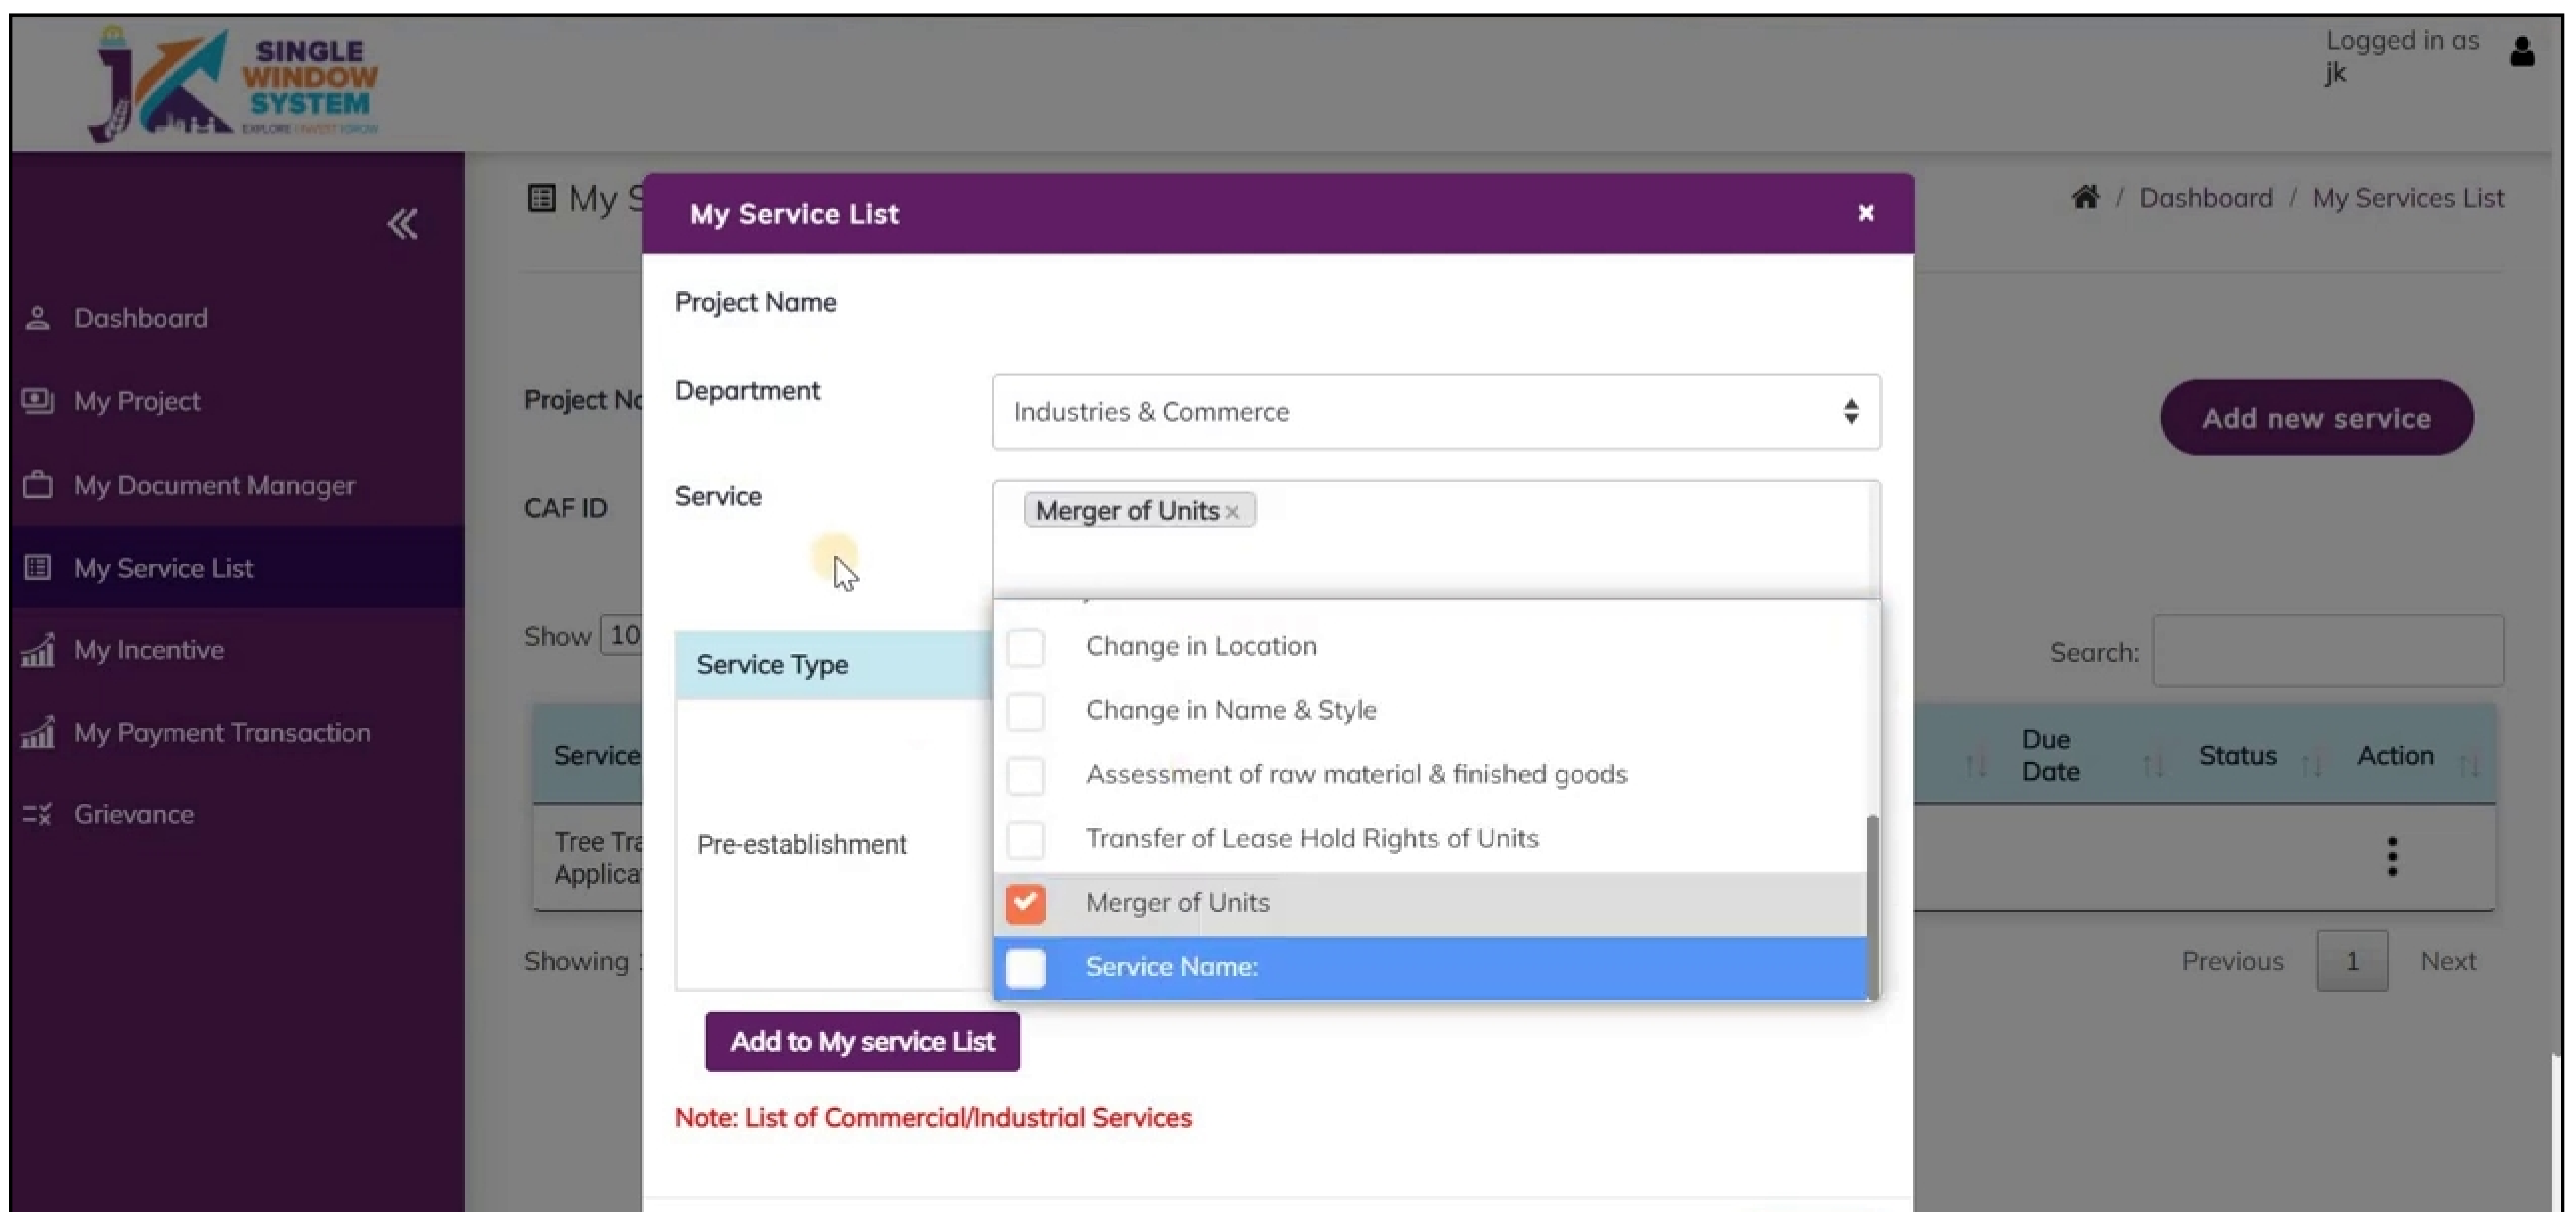 SINGLE
WINDOW
SYSTEM
EXPLORE INVEST GROW
Logged in as
jk
My S
/ Dashboard / My Services List
My Service List
×
Dashboard
My Project
My Document Manager
My Service List
My Incentive
My Payment Transaction
Grievance
Project Na
CAF ID
Add new service
Show 10
Search:
Service
Due
Date
Status
Action
Tree Tra
Applica
Showing
Previous 1 Next
Project Name
Department
Industries & Commerce
Service
Merger of Units ×
Service Type
Pre-establishment
Change in Location
Change in Name & Style
Assessment of raw material & finished goods
Transfer of Lease Hold Rights of Units
Merger of Units
Service Name:
Add to My service List
Note: List of Commercial/Industrial Services